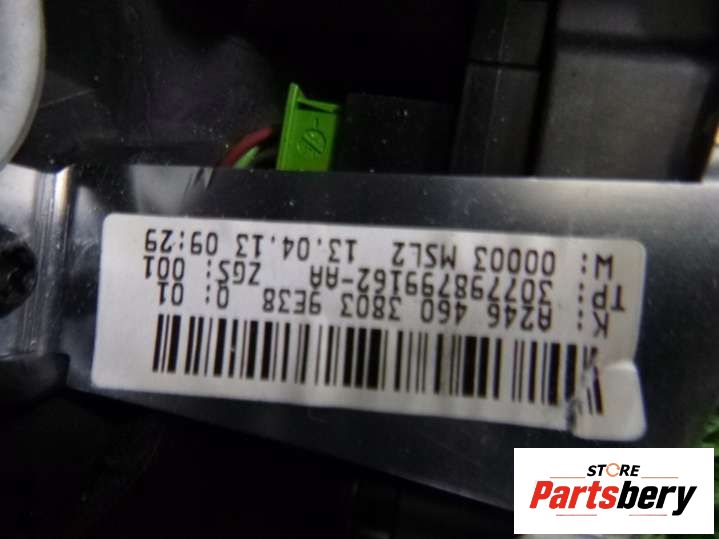 K: A246 460 3803 9E38 Q: 01
TP: 307798799162-AA ZGS: 001
W: 00003 MSL2 13.04.13 09:29
STORE
Partsbery